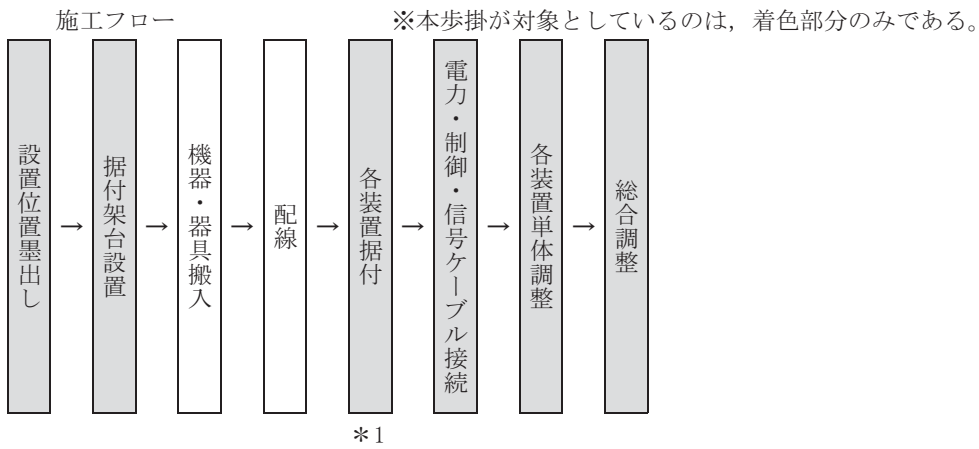 施工フロー
※本歩掛が対象としているのは，着色部分のみである。
設置位置墨出し
→
据付架台設置
→
機器・器具搬入
→
配線
→
各装置据付
→
電力・制御・信号ケーブル接続
→
各装置単体調整
→
総合調整
＊1